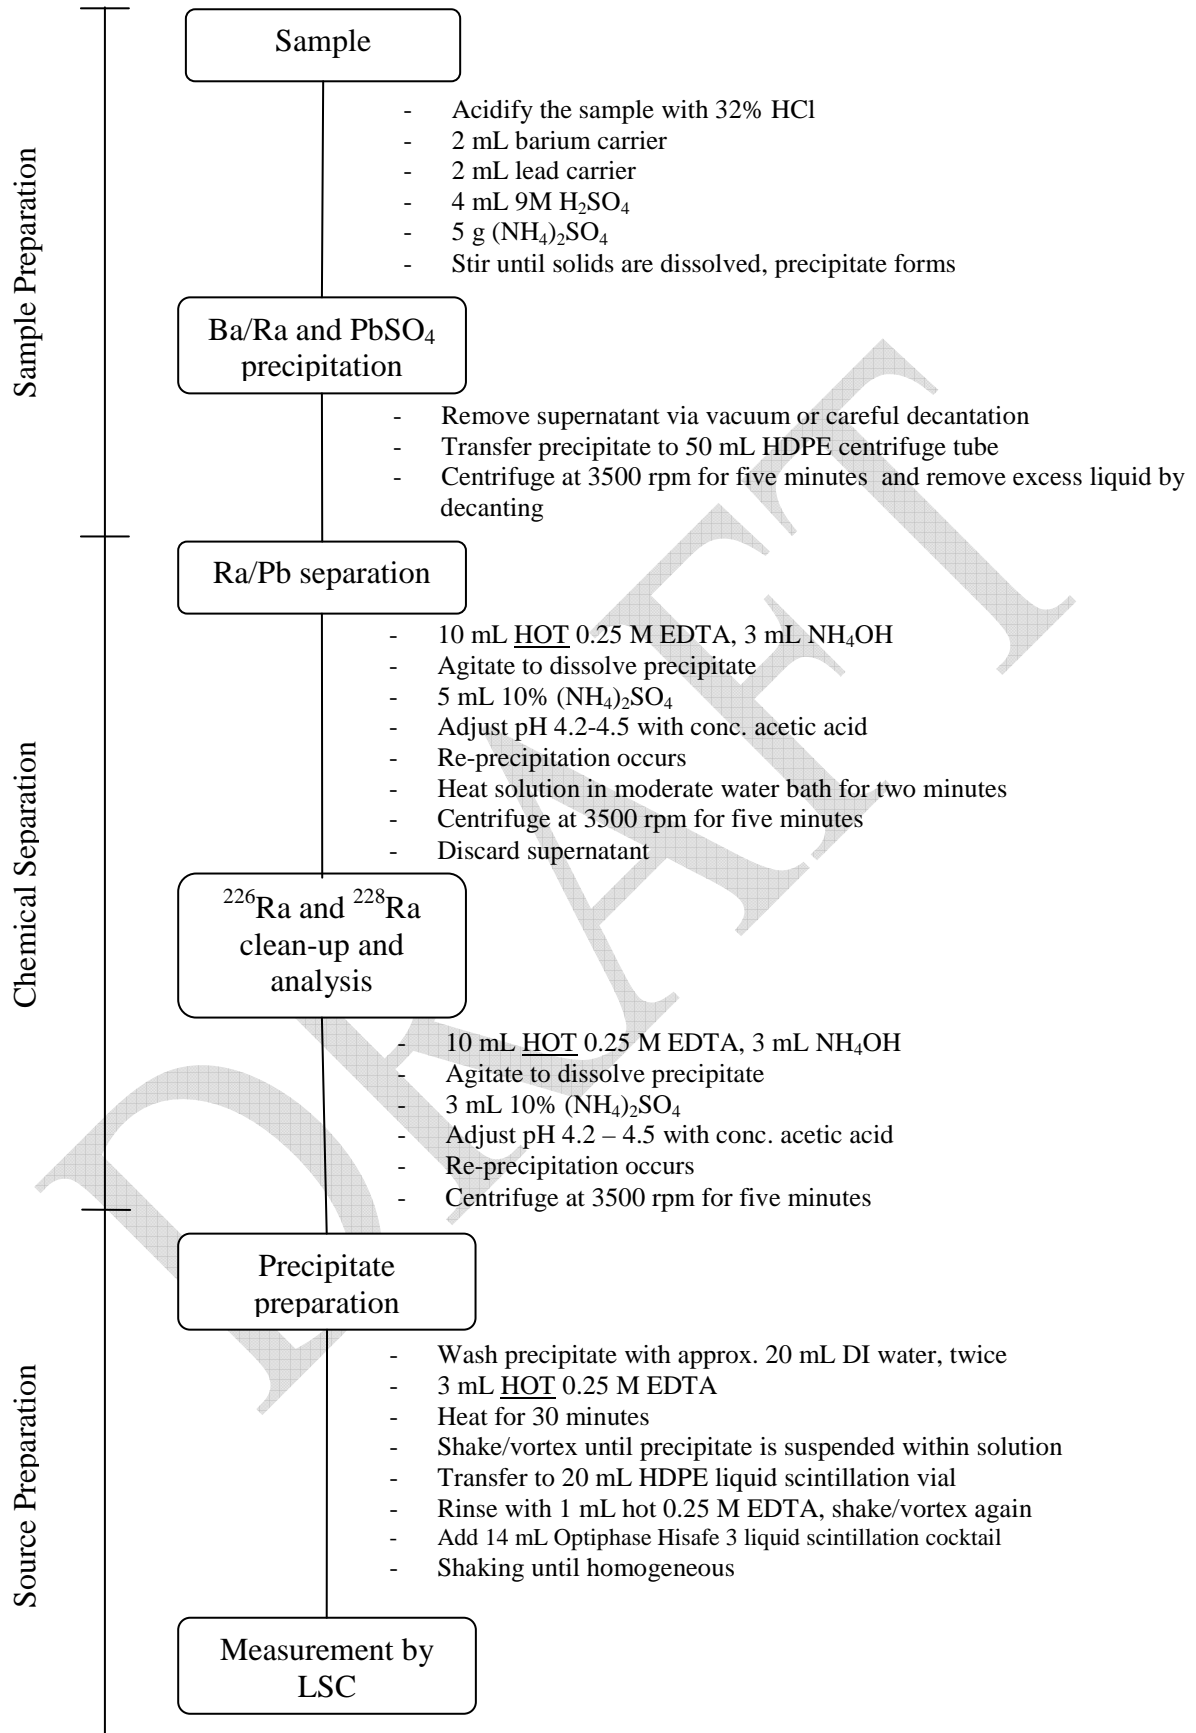 Sample Preparation
Sample
- Acidify the sample with 32% HCl
- 2 mL barium carrier
- 2 mL lead carrier
- 4 mL 9M H₂SO₄
- 5 g (NH₄)₂SO₄
- Stir until solids are dissolved, precipitate forms
Ba/Ra and PbSO₄
precipitation
- Remove supernatant via vacuum or careful decantation
- Transfer precipitate to 50 mL HDPE centrifuge tube
- Centrifuge at 3500 rpm for five minutes and remove excess liquid by
decanting
Chemical Separation
Ra/Pb separation
- 10 mL HOT 0.25 M EDTA, 3 mL NH₄OH
- Agitate to dissolve precipitate
- 5 mL 10% (NH₄)₂SO₄
- Adjust pH 4.2-4.5 with conc. acetic acid
- Re-precipitation occurs
- Heat solution in moderate water bath for two minutes
- Centrifuge at 3500 rpm for five minutes
- Discard supernatant
²²⁶Ra and ²²⁸Ra
clean-up and
analysis
- 10 mL HOT 0.25 M EDTA, 3 mL NH₄OH
- Agitate to dissolve precipitate
- 3 mL 10% (NH₄)₂SO₄
- Adjust pH 4.2 – 4.5 with conc. acetic acid
- Re-precipitation occurs
- Centrifuge at 3500 rpm for five minutes
Source Preparation
Precipitate
preparation
- Wash precipitate with approx. 20 mL DI water, twice
- 3 mL HOT 0.25 M EDTA
- Heat for 30 minutes
- Shake/vortex until precipitate is suspended within solution
- Transfer to 20 mL HDPE liquid scintillation vial
- Rinse with 1 mL hot 0.25 M EDTA, shake/vortex again
- Add 14 mL Optiphase Hisafe 3 liquid scintillation cocktail
- Shaking until homogeneous
Measurement by
LSC
DRAFT